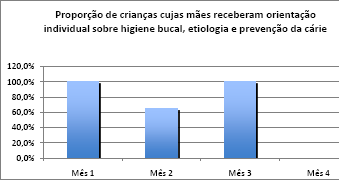 Proporção de crianças cujas mães receberam orientação
individual sobre higiene bucal, etiologia e prevenção da cárie
120,0%
100,0%
80,0%
60,0%
40,0%
20,0%
0,0%
Mês 1 Mês 2 Mês 3 Mês 4